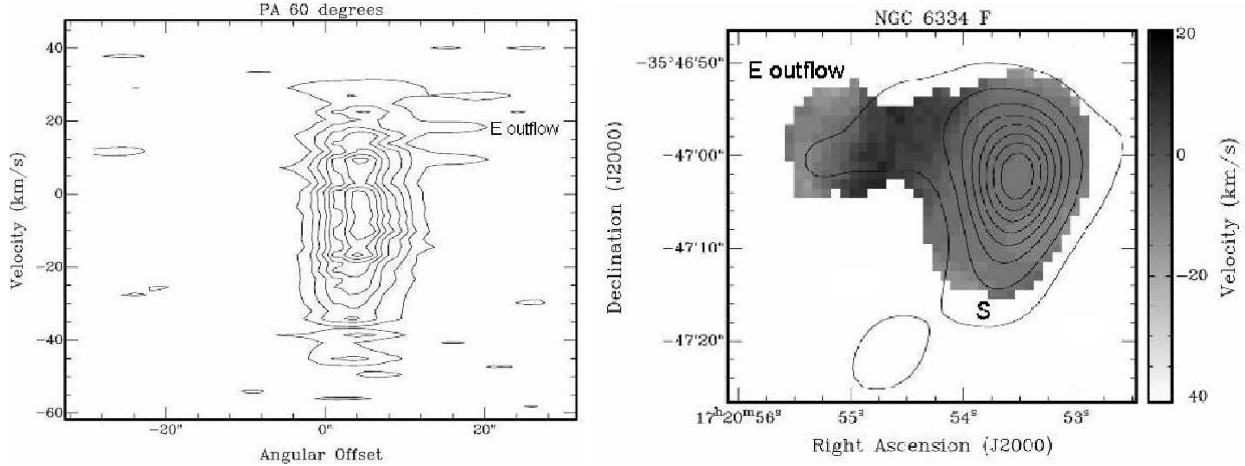 PA 60 degrees
40
20
0
−20
−40
−60
Velocity (km/s)
E outflow
−20"
0"
20"
Angular Offset
NGC 6334 F
E outflow
S
−35°46'50"
−47'00"
−47'10"
−47'20"
Declination (J2000)
17ʰ20ᵐ56ˢ
55ˢ
54ˢ
53ˢ
Right Ascension (J2000)
20
0
−20
40
Velocity (km/s)